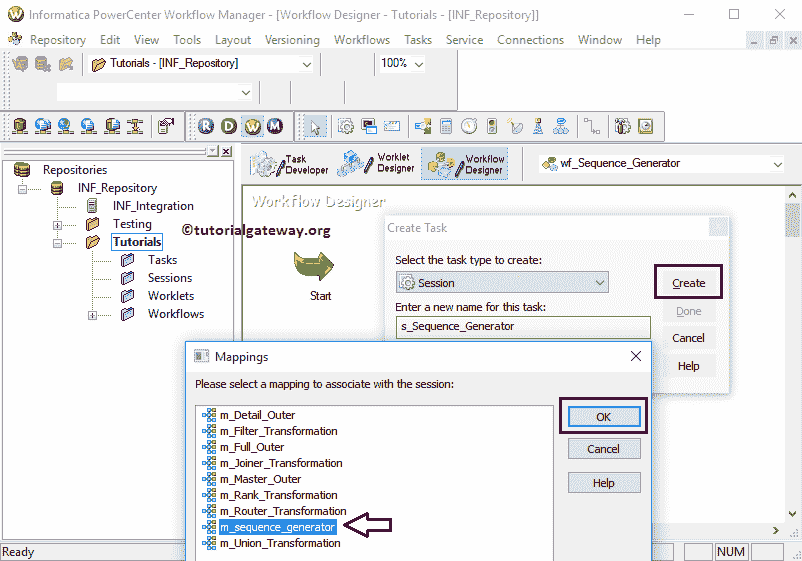 Informatica PowerCenter Workflow Manager - [Workflow Designer - Tutorials - [INF_Repository]]
Repository Edit View Tools Layout Versioning Workflows Tasks Service Connections Window Help
Tutorials - [INF_Repository] 100%
R D W M
Task Developer Worklet Designer Workflow Designer wf_Sequence_Generator
Repositories
INF_Repository
INF_Integration
Testing
Tutorials
Tasks
Sessions
Worklets
Workflows
©tutorialgateway.org
Workflow Designer
Start
Create Task
Select the task type to create:
Session
Enter a new name for this task:
s_Sequence_Generator
Create
Done
Cancel
Help
Mappings
Please select a mapping to associate with the session:
m_Detail_Outer
m_Filter_Transformation
m_Full_Outer
m_Joiner_Transformation
m_Master_Outer
m_Rank_Transformation
m_Router_Transformation
m_sequence_generator
m_Union_Transformation
OK
Cancel
Help
Ready NUM